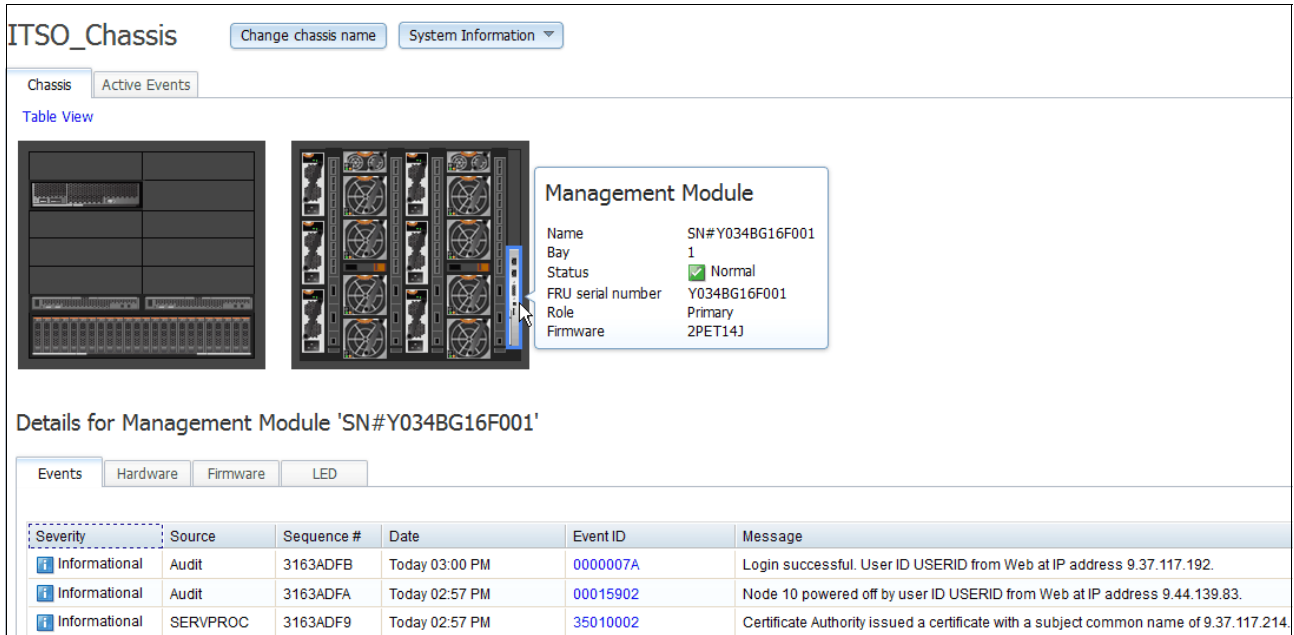 ITSO_Chassis Change chassis name System Information
Chassis Active Events
Table View
Management Module
Name SN#Y034BG16F001
Bay 1
Status Normal
FRU serial number Y034BG16F001
Role Primary
Firmware 2PET14J
Details for Management Module 'SN#Y034BG16F001'
Events Hardware Firmware LED
Severity Source Sequence # Date Event ID Message
Informational Audit 3163ADFB Today 03:00 PM 0000007A Login successful. User ID USERID from Web at IP address 9.37.117.192.
Informational Audit 3163ADFA Today 02:57 PM 00015902 Node 10 powered off by user ID USERID from Web at IP address 9.44.139.83.
Informational SERVPROC 3163ADF9 Today 02:57 PM 35010002 Certificate Authority issued a certificate with a subject common name of 9.37.117.214.